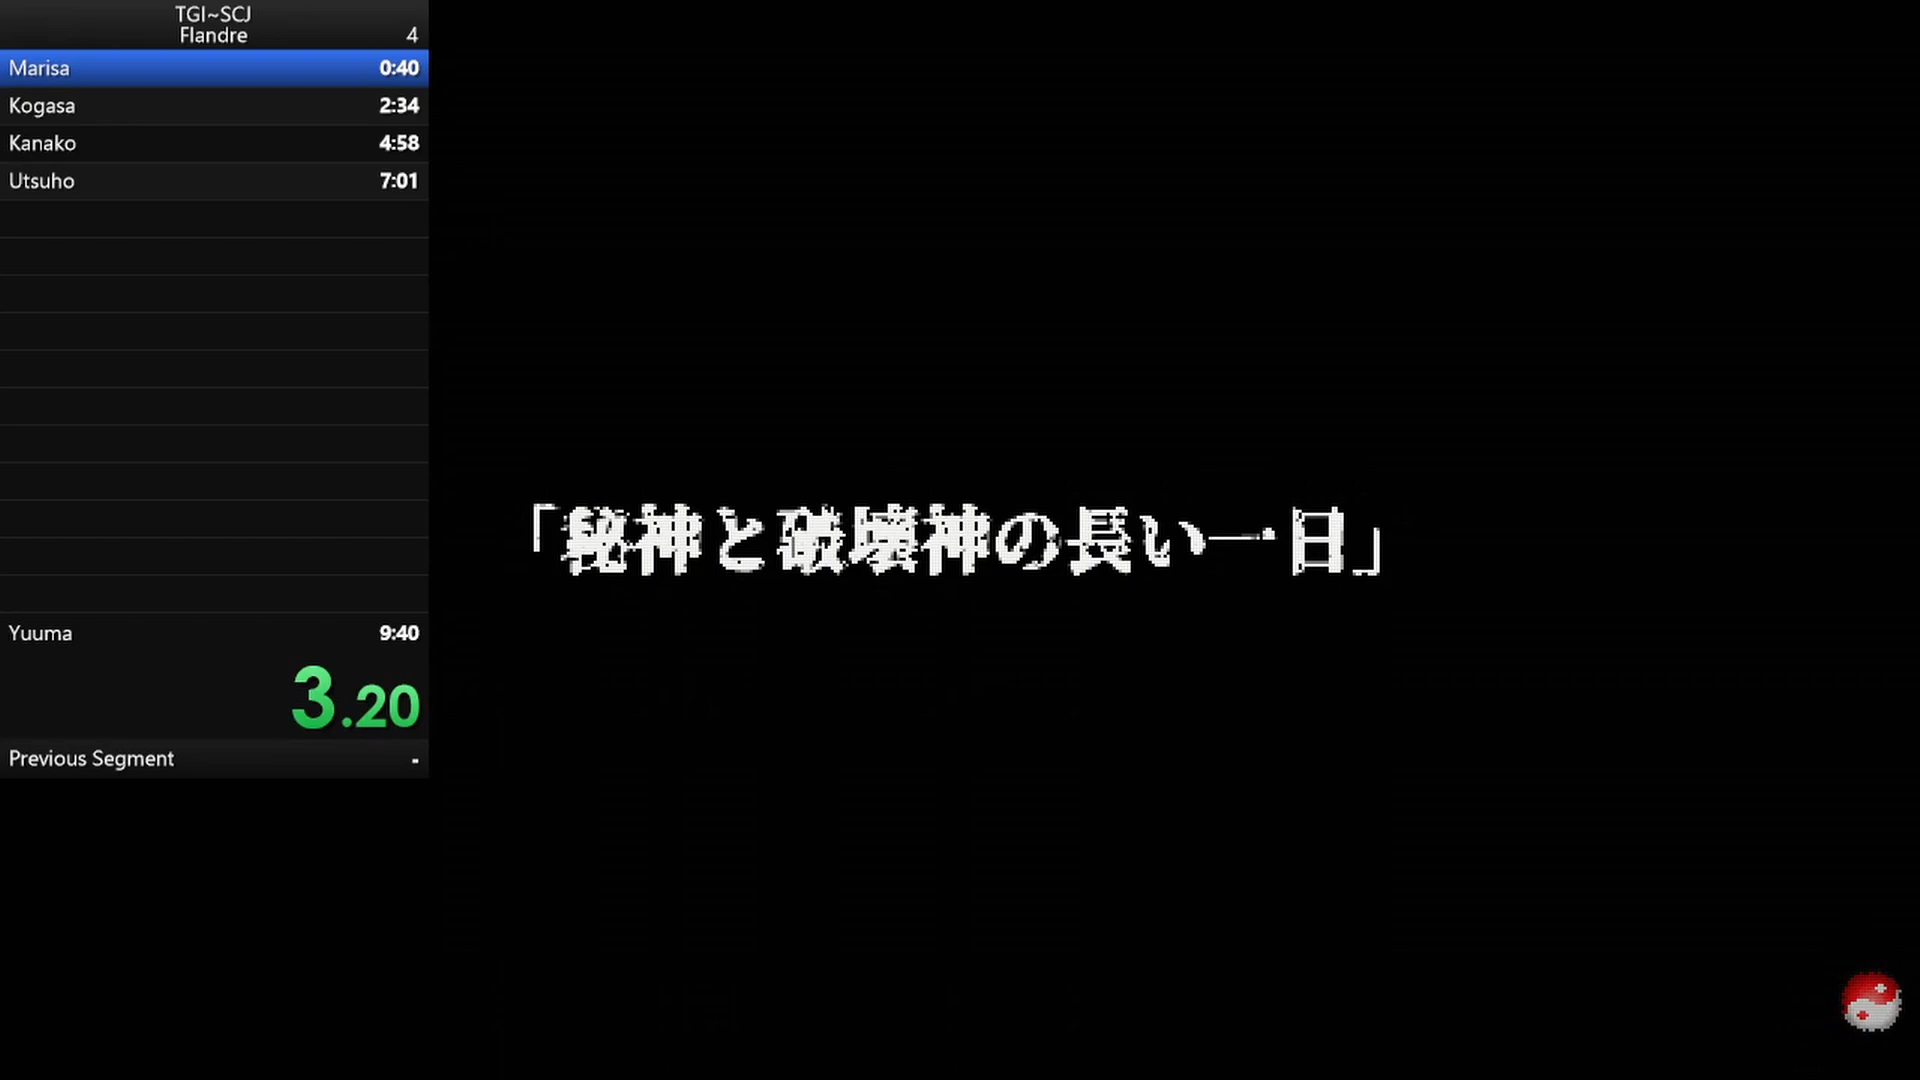 TGI~SCJ
Flandre 4
Marisa 0:40
Kogasa 2:34
Kanako 4:58
Utsuho 7:01
Yuuma 9:40
3.20
Previous Segment -
「秘神と破壊神の長い一日」